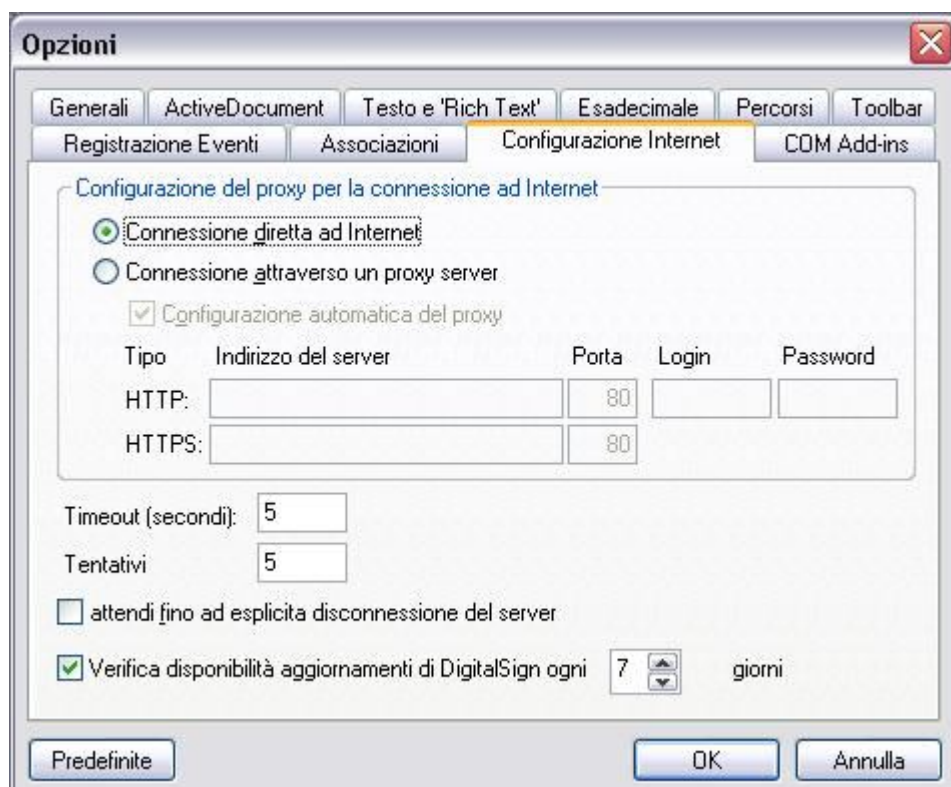 Opzioni
Generali ActiveDocument Testo e 'Rich Text' Esadecimale Percorsi Toolbar
Registrazione Eventi Associazioni Configurazione Internet COM Add-ins
Configurazione del proxy per la connessione ad Internet
Connessione diretta ad Internet
Connessione attraverso un proxy server
Configurazione automatica del proxy
Tipo Indirizzo del server Porta Login Password
HTTP: 80
HTTPS: 80
Timeout (secondi): 5
Tentativi 5
attendi fino ad esplicita disconnessione del server
Verifica disponibilità aggiornamenti di DigitalSign ogni 7 giorni
Predefinite OK Annulla